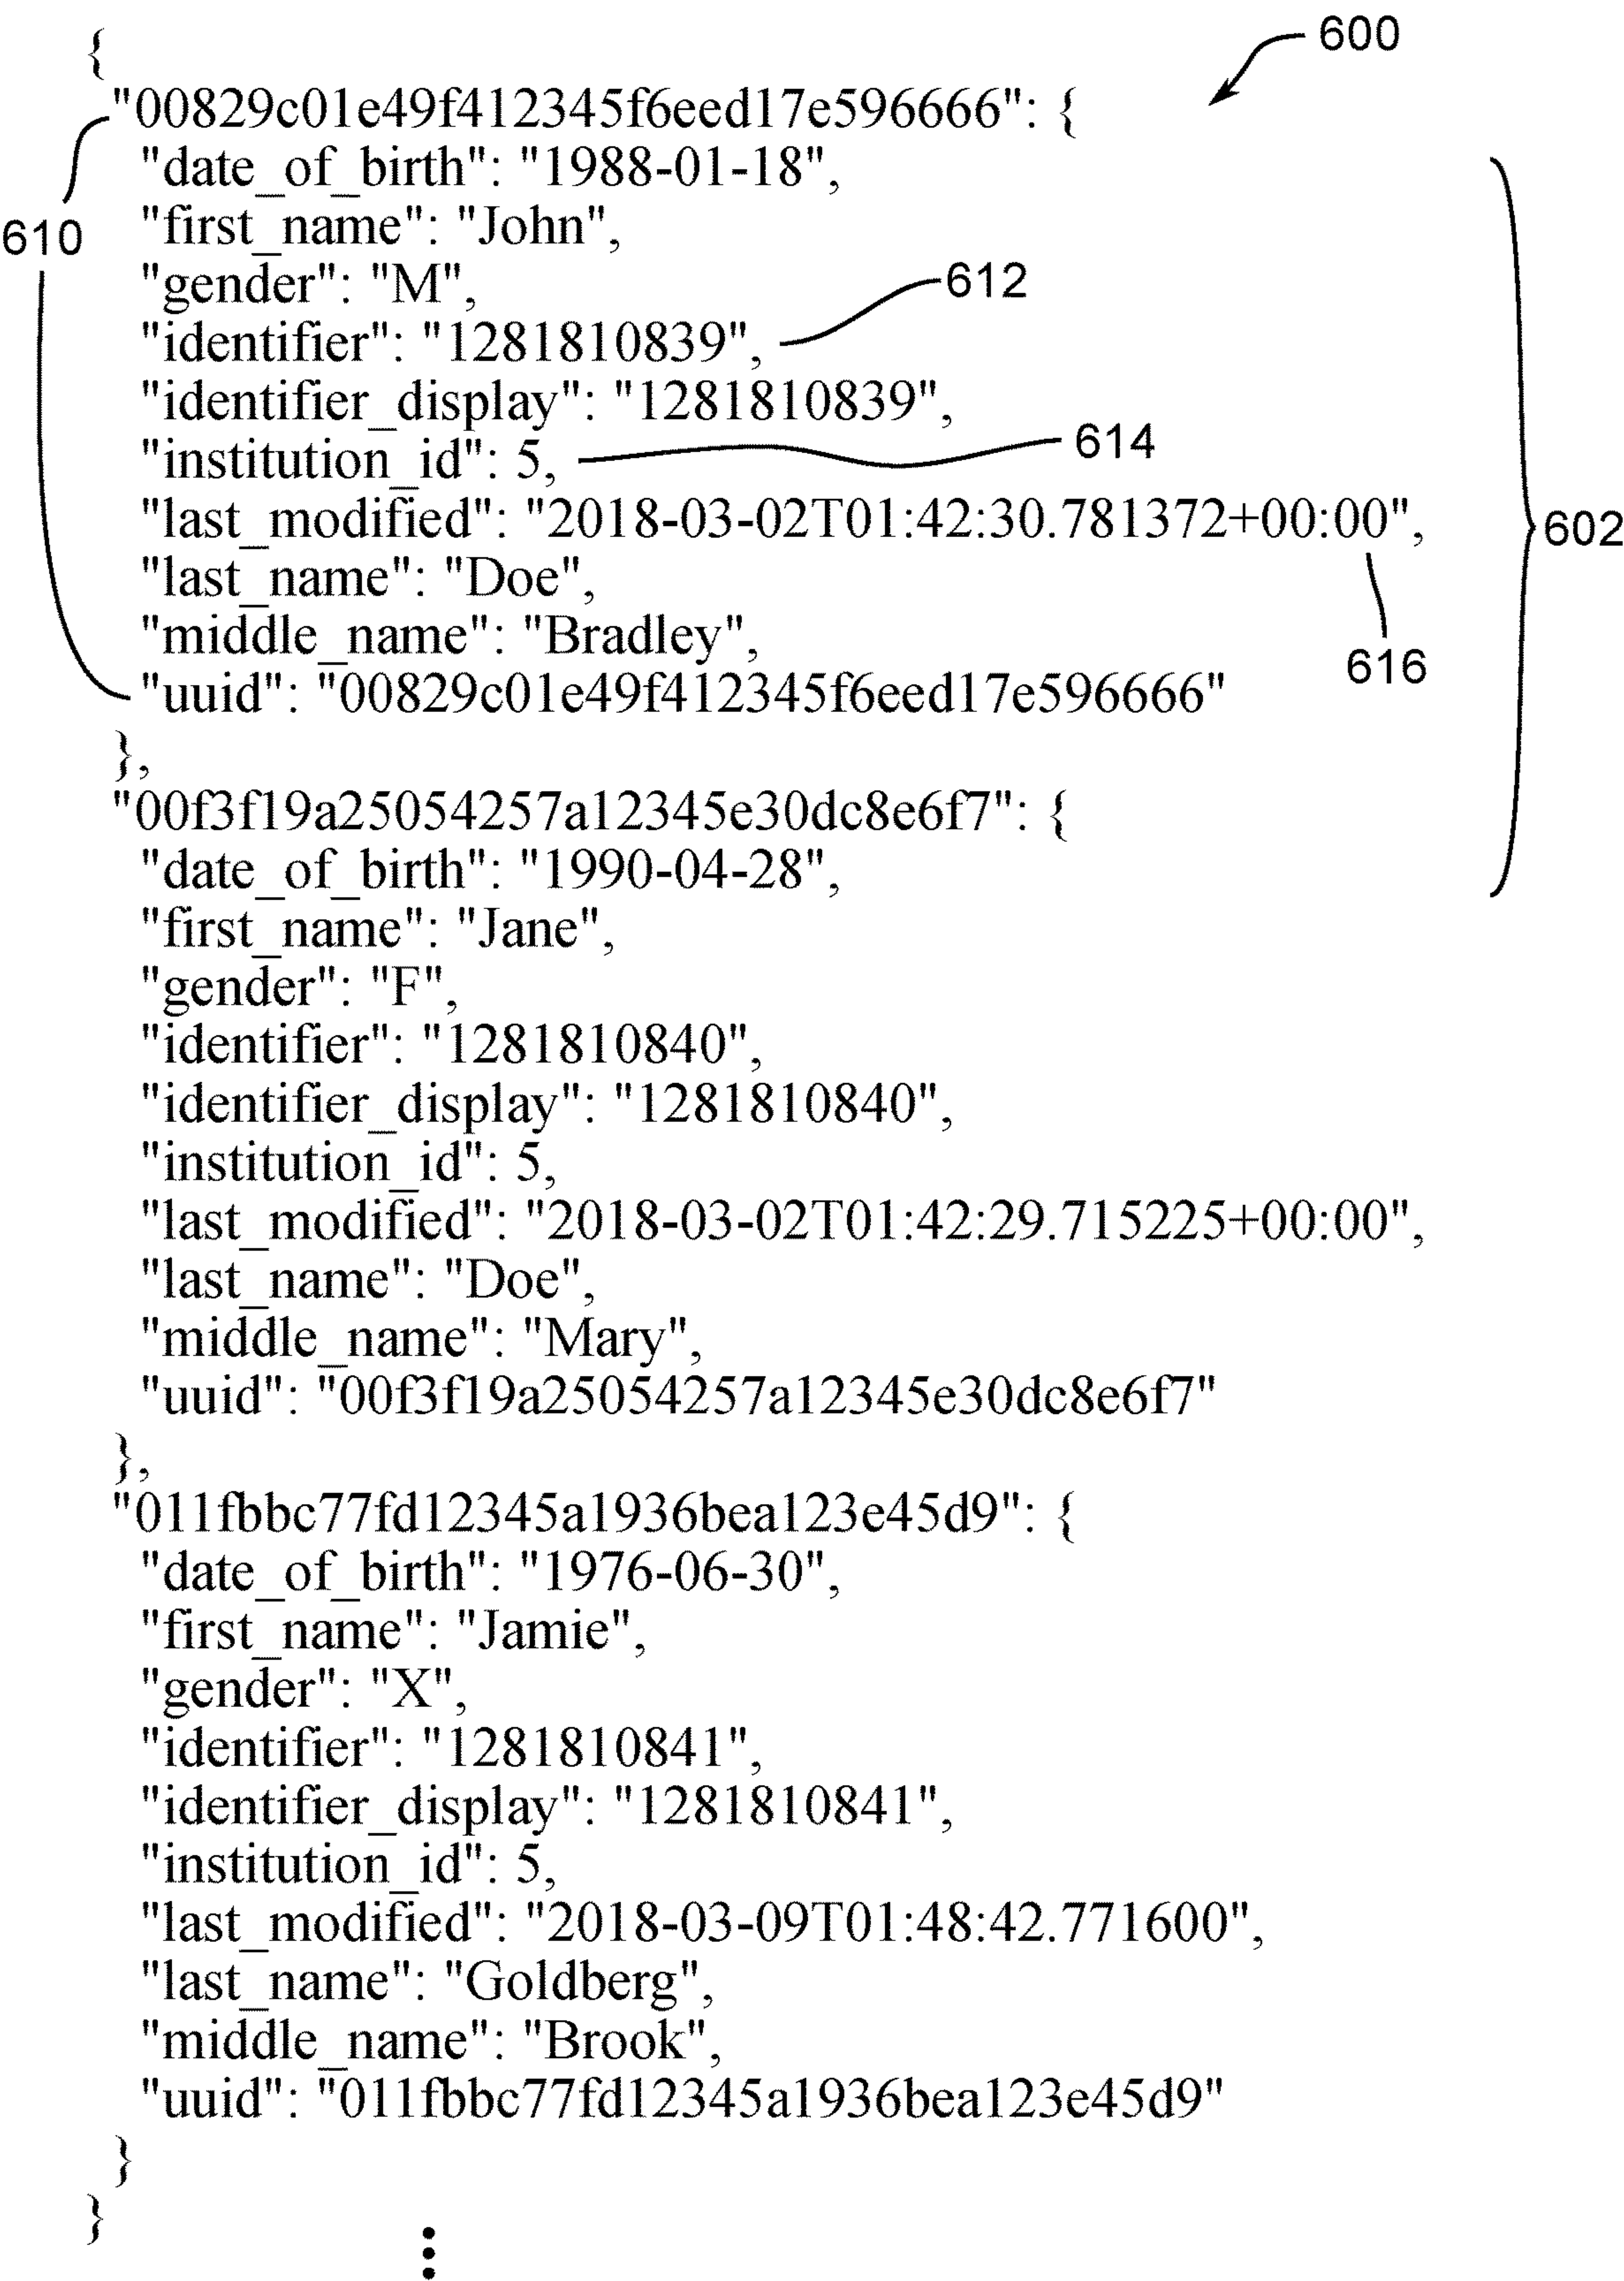 {
600
"00829c01e49f412345f6eed17e596666": {
"date_of_birth": "1988-01-18",
"first_name": "John",
610
"gender": "M",
612
"identifier": "1281810839",
"identifier_display": "1281810839",
"institution_id": 5,
614
"last_modified": "2018-03-02T01:42:30.781372+00:00",
602
"last_name": "Doe",
"middle_name": "Bradley",
616
"uuid": "00829c01e49f412345f6eed17e596666"
},
"00f3f19a25054257a12345e30dc8e6f7": {
"date_of_birth": "1990-04-28",
"first_name": "Jane",
"gender": "F",
"identifier": "1281810840",
"identifier_display": "1281810840",
"institution_id": 5,
"last_modified": "2018-03-02T01:42:29.715225+00:00",
"last_name": "Doe",
"middle_name": "Mary",
"uuid": "00f3f19a25054257a12345e30dc8e6f7"
},
"011fbbc77fd12345a1936bea123e45d9": {
"date_of_birth": "1976-06-30",
"first_name": "Jamie",
"gender": "X",
"identifier": "1281810841",
"identifier_display": "1281810841",
"institution_id": 5,
"last_modified": "2018-03-09T01:48:42.771600",
"last_name": "Goldberg",
"middle_name": "Brook",
"uuid": "011fbbc77fd12345a1936bea123e45d9"
}
}